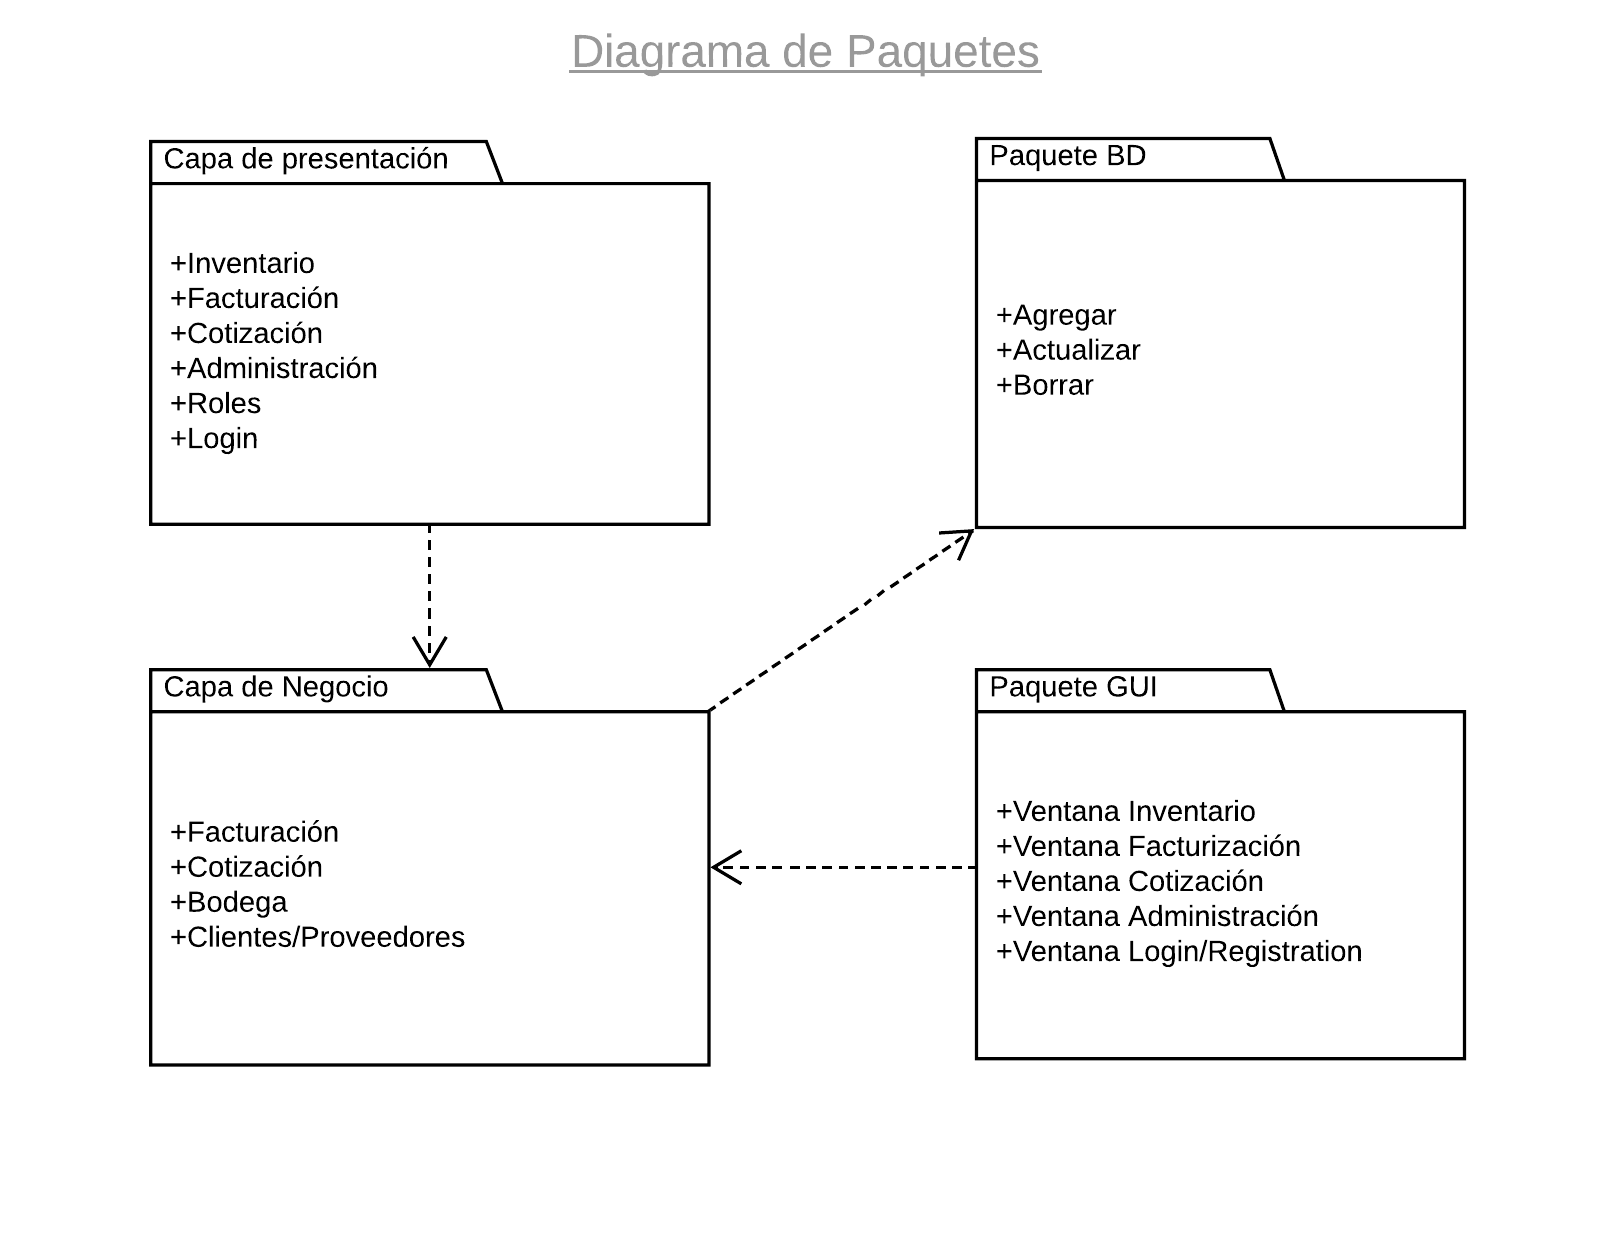 Diagrama de Paquetes
Capa de presentación
+Inventario
+Facturación
+Cotización
+Administración
+Roles
+Login
Paquete BD
+Agregar
+Actualizar
+Borrar
Capa de Negocio
+Facturación
+Cotización
+Bodega
+Clientes/Proveedores
Paquete GUI
+Ventana Inventario
+Ventana Facturización
+Ventana Cotización
+Ventana Administración
+Ventana Login/Registration